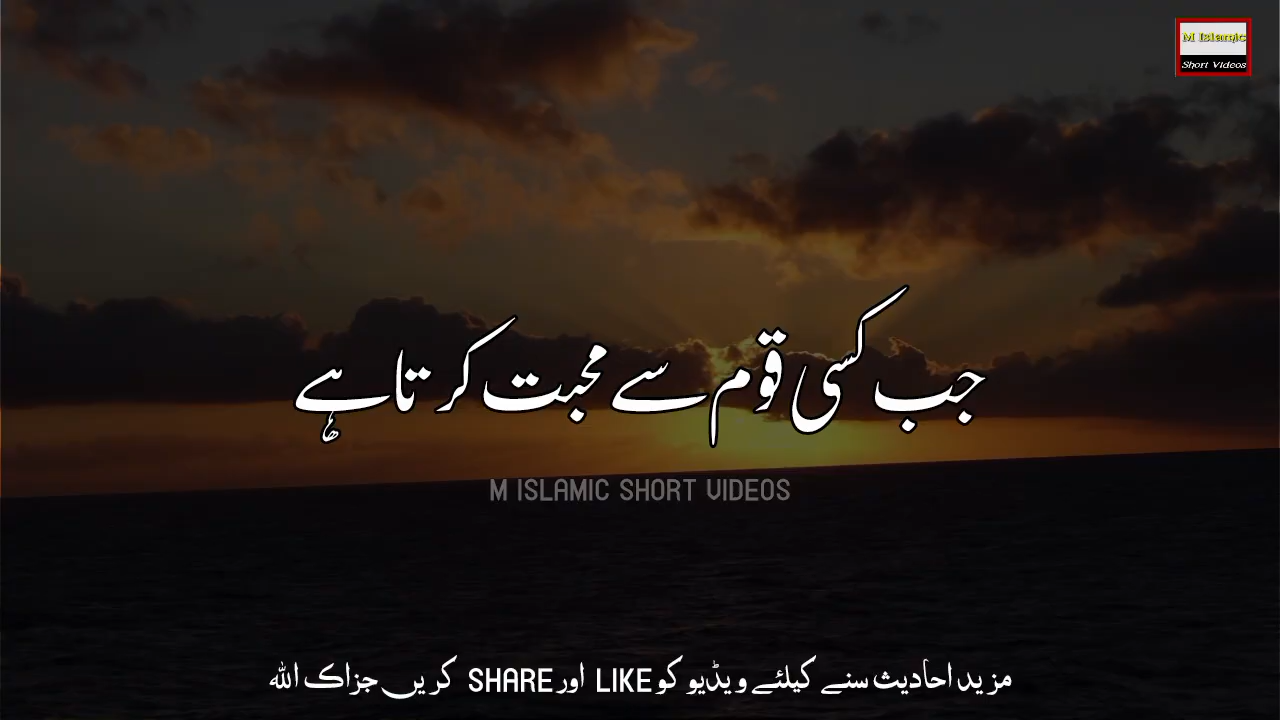 M Islamic
Short Videos
جب کسی قوم سے محبت کرتا ہے
M ISLAMIC SHORT VIDEOS
مزید احادیث سنے کیلئے ویڈیو کو LIKE اور SHARE کریں جزاک اللہ